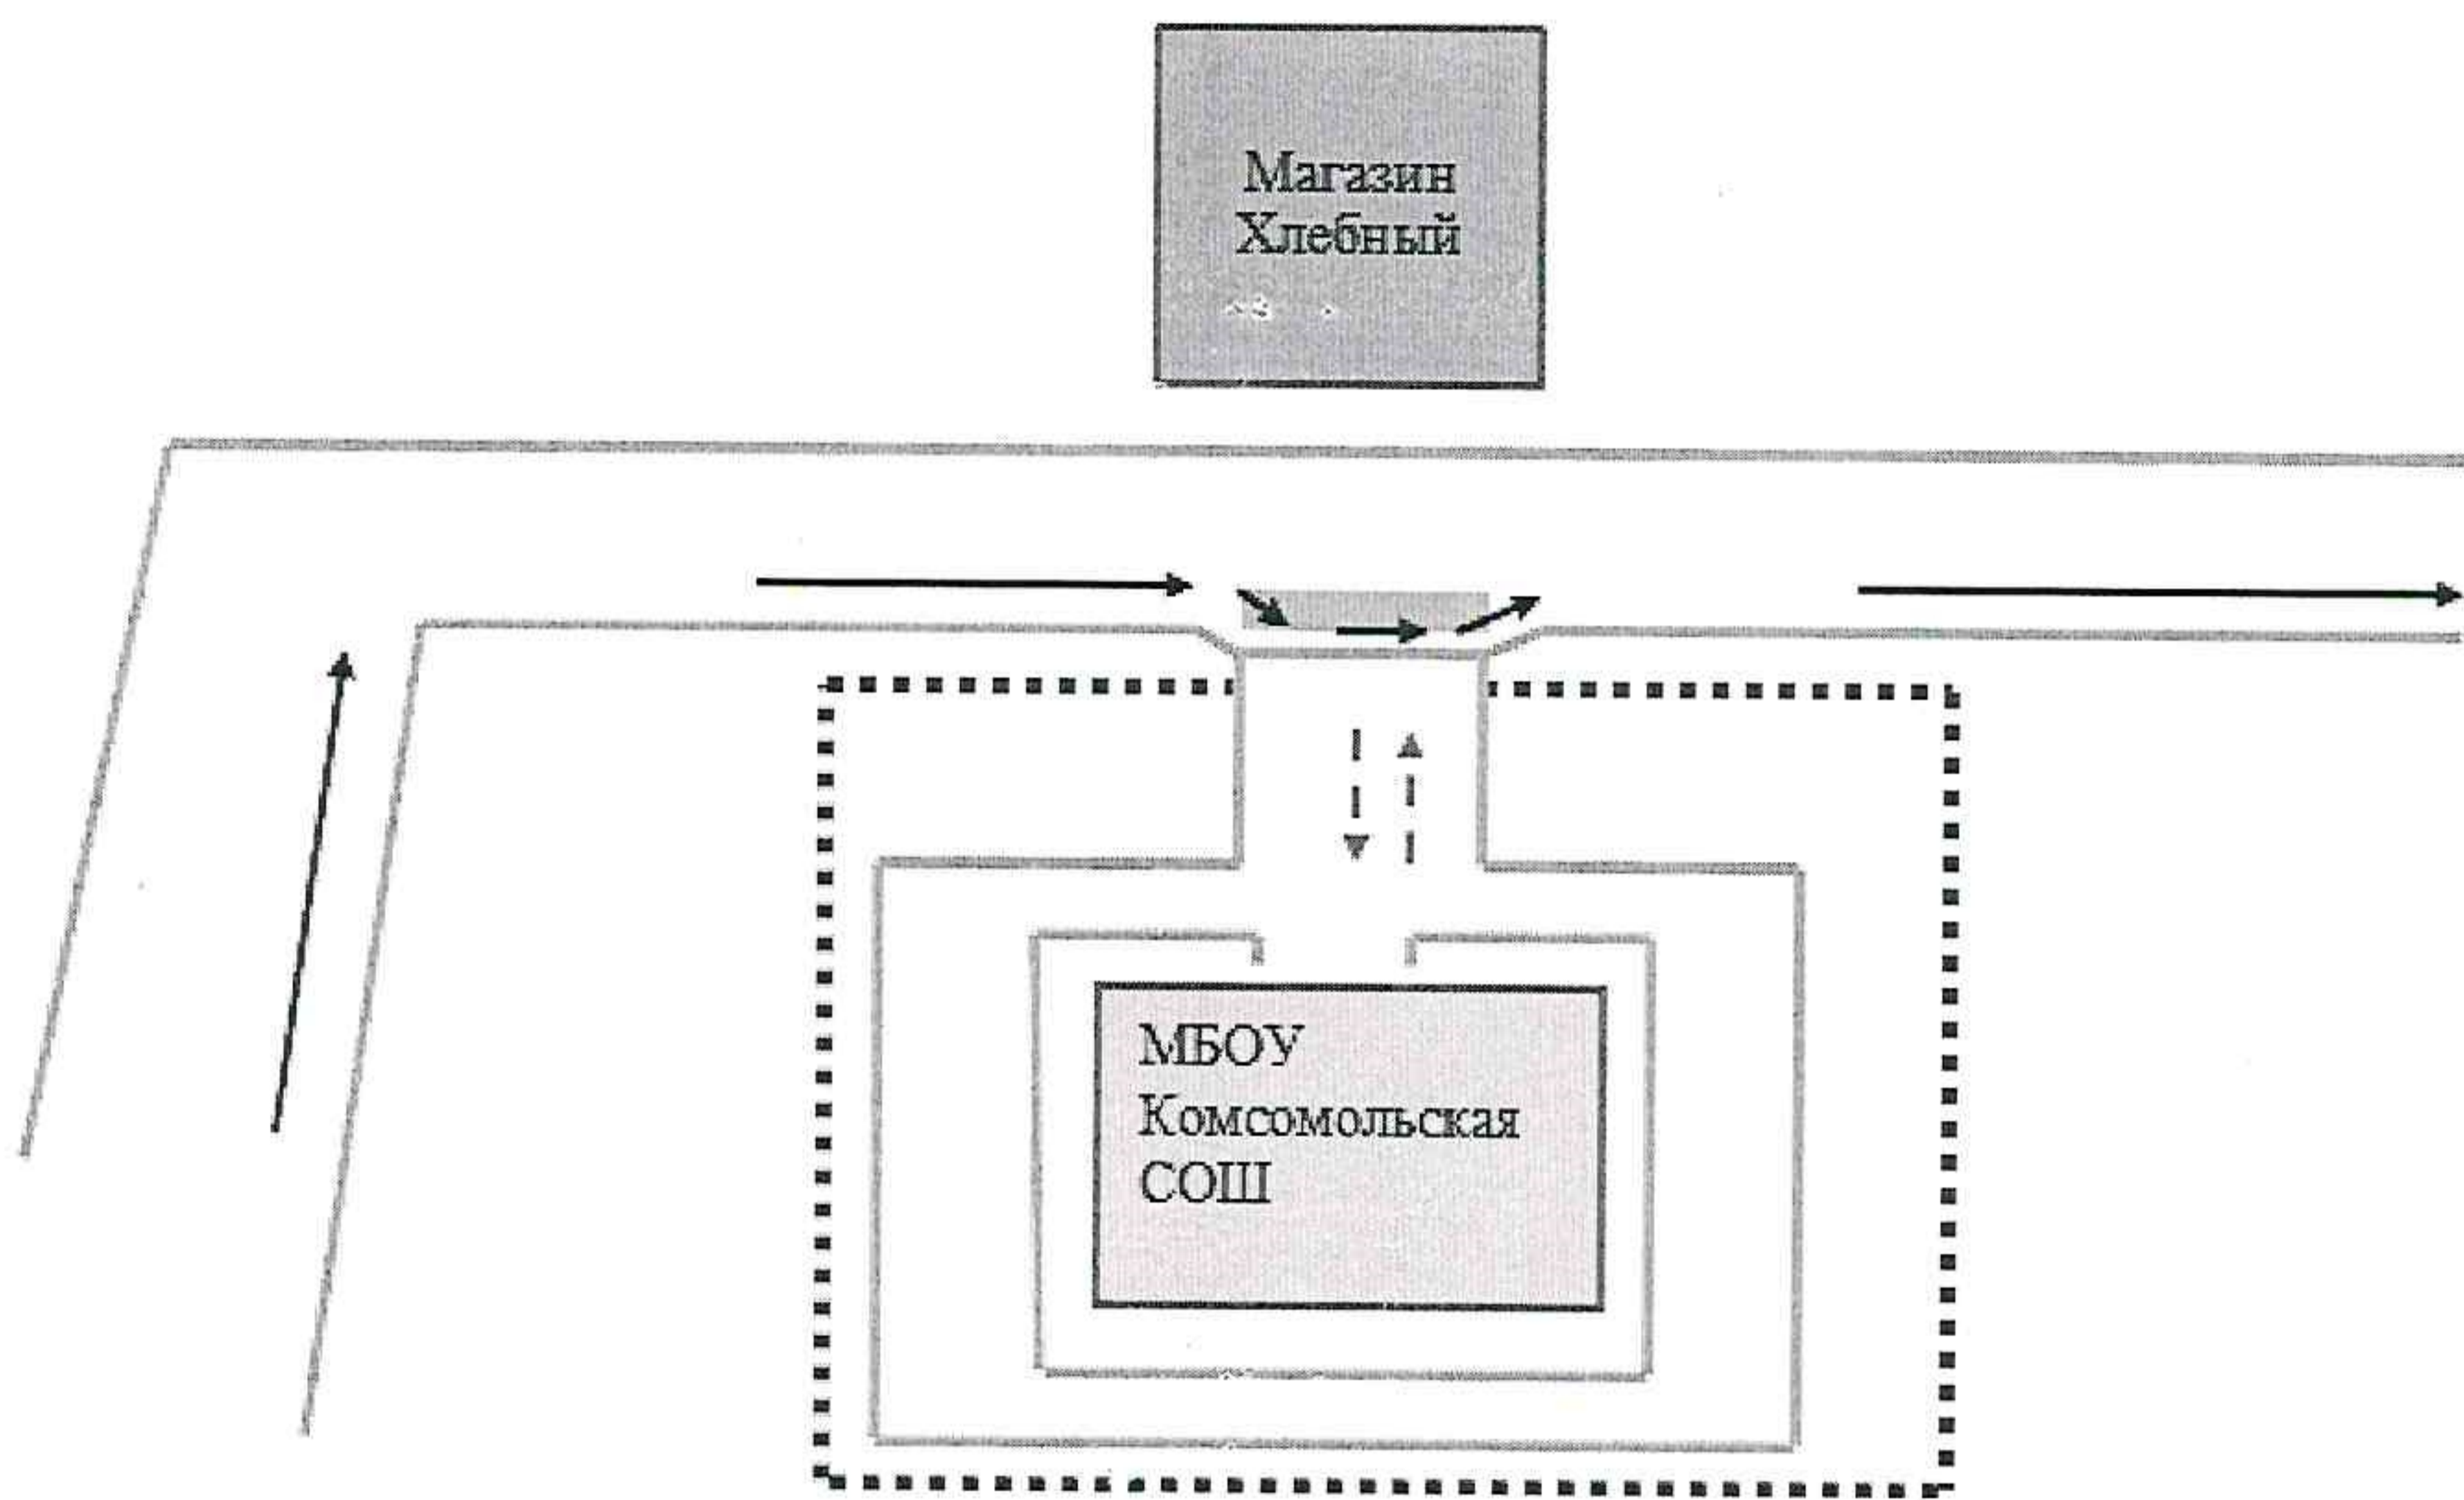 Магазин
Хлебный
МБОУ
Комсомольская
СОШ